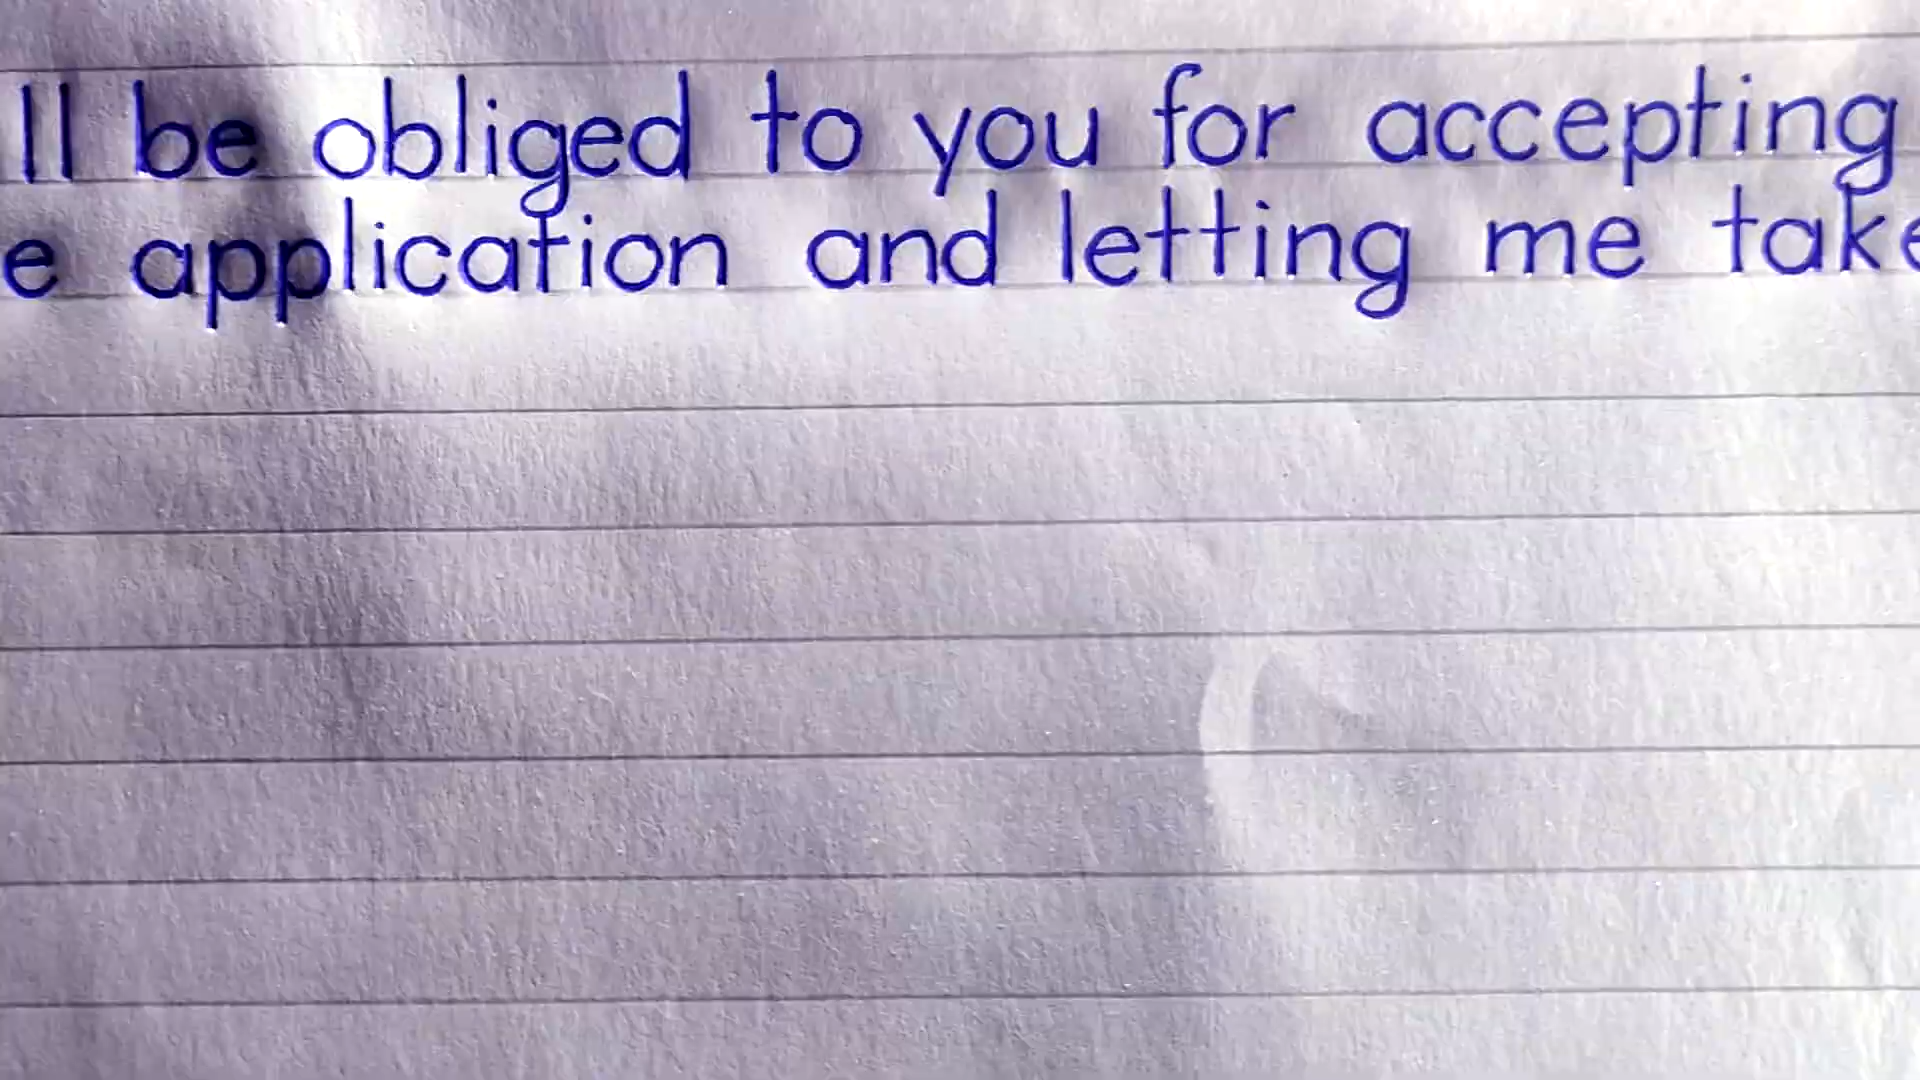 ll be obliged to you for accepting
e application and letting me take